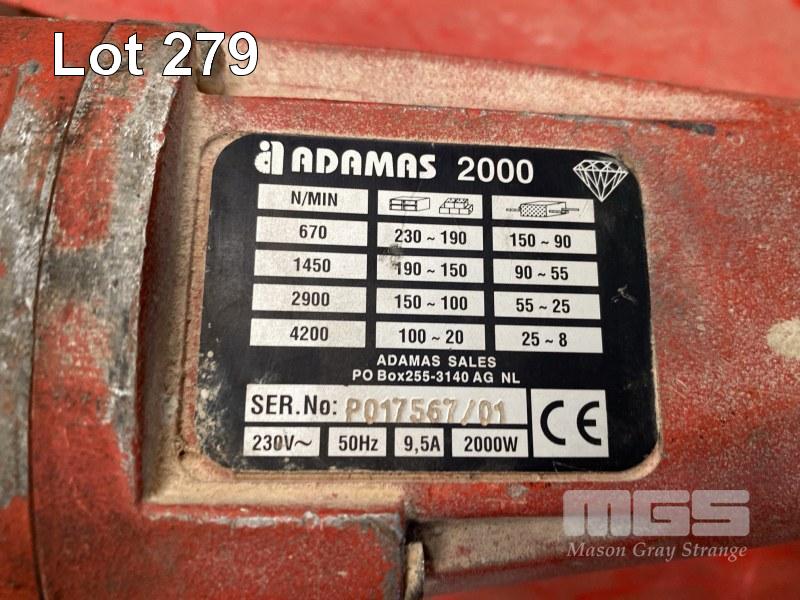 Lot 279
a ADAMAS 2000
N/MIN
670 230 ~ 190 150 ~ 90
1450 190 ~ 150 90 ~ 55
2900 150 ~ 100 55 ~ 25
4200 100 ~ 20 25 ~ 8
ADAMAS SALES
PO Box255-3140 AG NL
SER.No: P017567/01
CE
230V~ 50Hz 9,5A 2000W
MGS
Mason Gray Strange